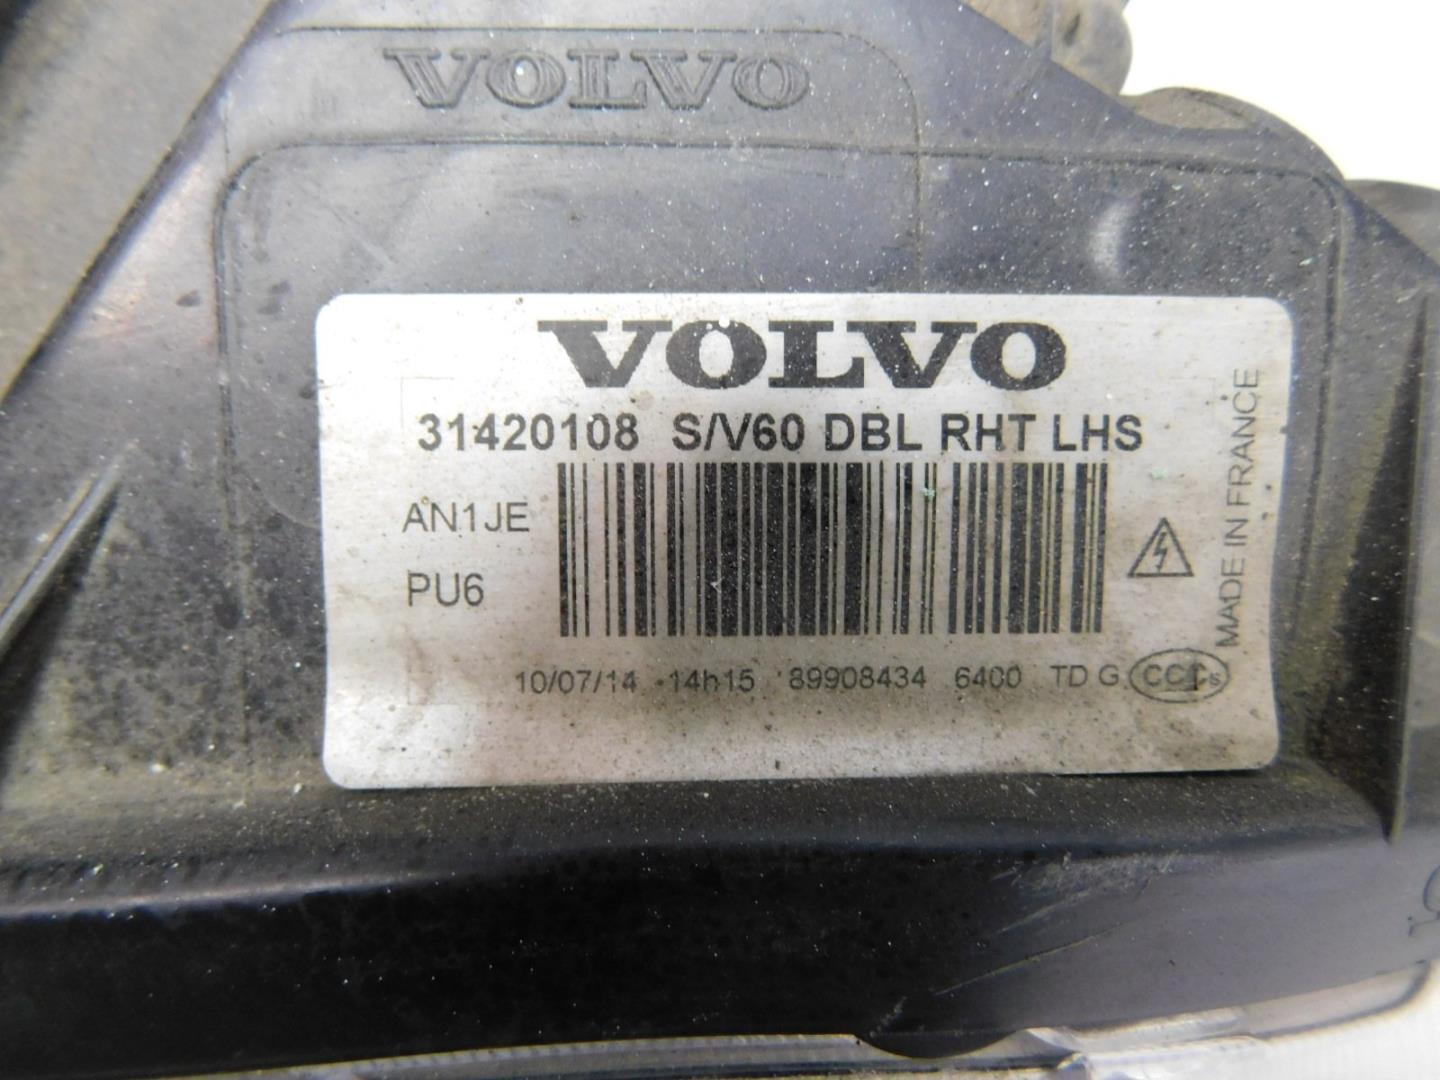 VOLVO
VOLVO
31420108 S/V60 DBL RHT LHS
AN1JE
PU6
10/07/14 14h15 89908434 6400 TD G
CCC S
MADE IN FRANCE